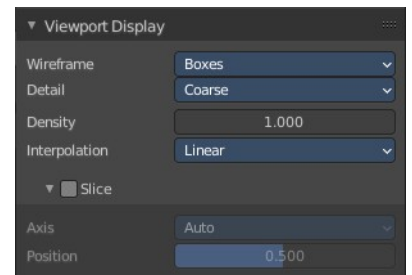 Viewport Display
Wireframe Boxes
Detail Coarse
Density 1.000
Interpolation Linear
Slice
Axis Auto
Position 0.500